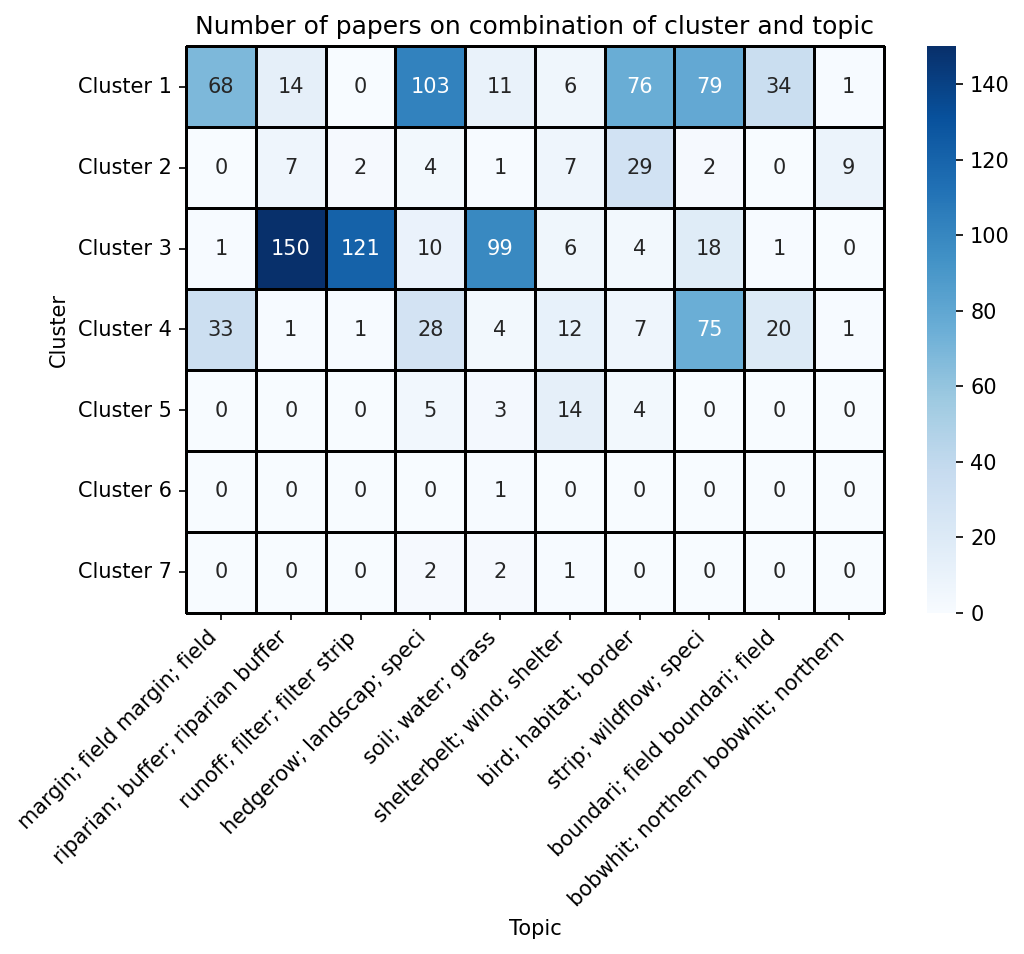 Number of papers on combination of cluster and topic
Cluster 1 68 14 0 103 11 6 76 79 34 1
Cluster 2 0 7 2 4 1 7 29 2 0 9
Cluster 3 1 150 121 10 99 6 4 18 1 0
Cluster 4 33 1 1 28 4 12 7 75 20 1
Cluster 5 0 0 0 5 3 14 4 0 0 0
Cluster 6 0 0 0 0 1 0 0 0 0 0
Cluster 7 0 0 0 2 2 1 0 0 0 0
Cluster
margin; field margin; field
riparian; buffer; riparian buffer
runoff; filter; filter strip
hedgerow; landscap; speci
soil; water; grass
shelterbelt; wind; shelter
bird; habitat; border
strip; wildflow; speci
boundari; field boundari; field
bobwhit; northern bobwhit; northern
Topic
140
120
100
80
60
40
20
0